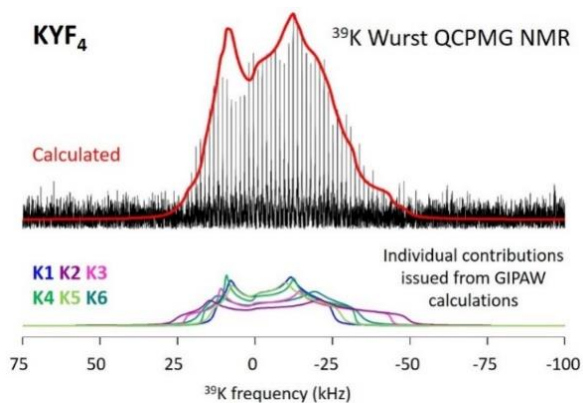 KYF₄
³⁹K Wurst QCPMG NMR
Calculated
K1 K2 K3
K4 K5 K6
Individual contributions
issued from GIPAW
calculations
75 50 25 0 -25 -50 -75 -100
³⁹K frequency (kHz)